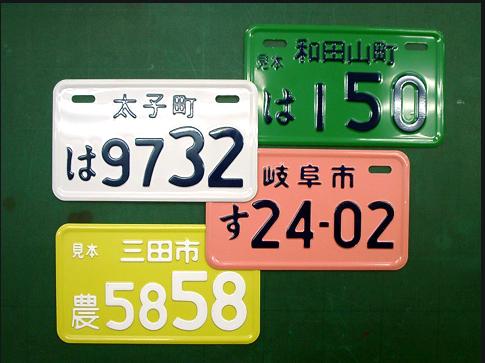 見本 和田山町
は 150
太子町
は 9732
岐阜市
す 24-02
見本 三田市
農 5858